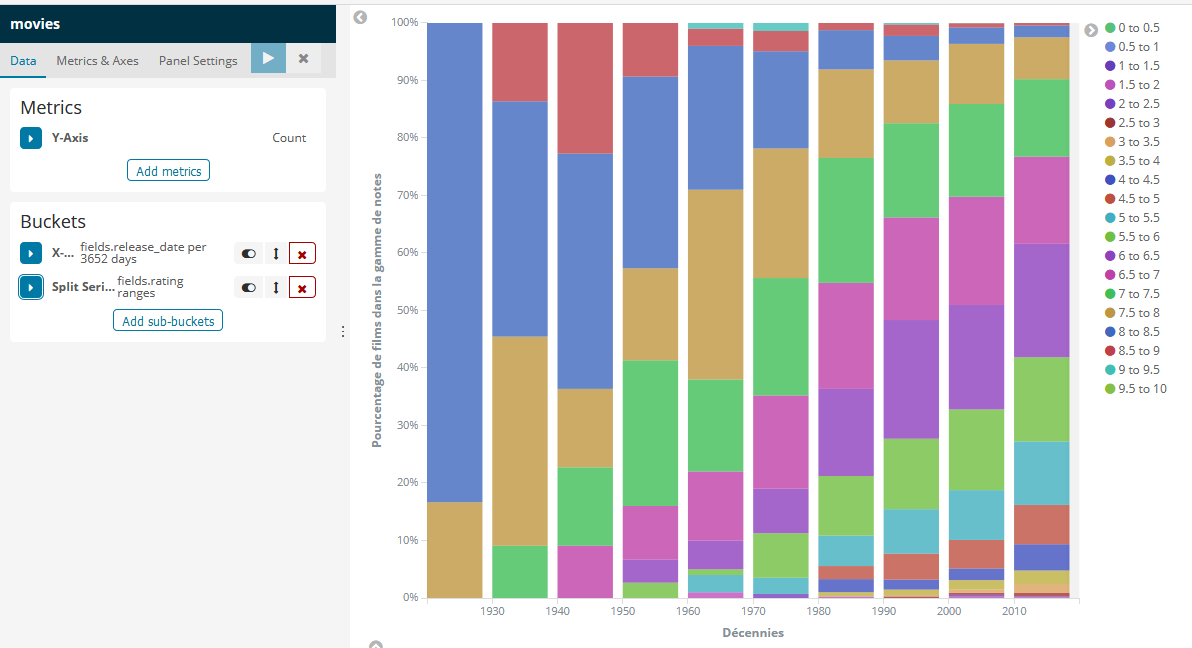 movies
Data
Metrics & Axes
Panel Settings
Metrics
Y-Axis
Count
Add metrics
Buckets
X-...
fields.release_date per
3652 days
Split Seri...
fields.rating
ranges
Add sub-buckets
Pourcentage de films dans la gamme de notes
100%
90%
80%
70%
60%
50%
40%
30%
20%
10%
0%
1930
1940
1950
1960
1970
1980
1990
2000
2010
Décennies
0 to 0.5
0.5 to 1
1 to 1.5
1.5 to 2
2 to 2.5
2.5 to 3
3 to 3.5
3.5 to 4
4 to 4.5
4.5 to 5
5 to 5.5
5.5 to 6
6 to 6.5
6.5 to 7
7 to 7.5
7.5 to 8
8 to 8.5
8.5 to 9
9 to 9.5
9.5 to 10